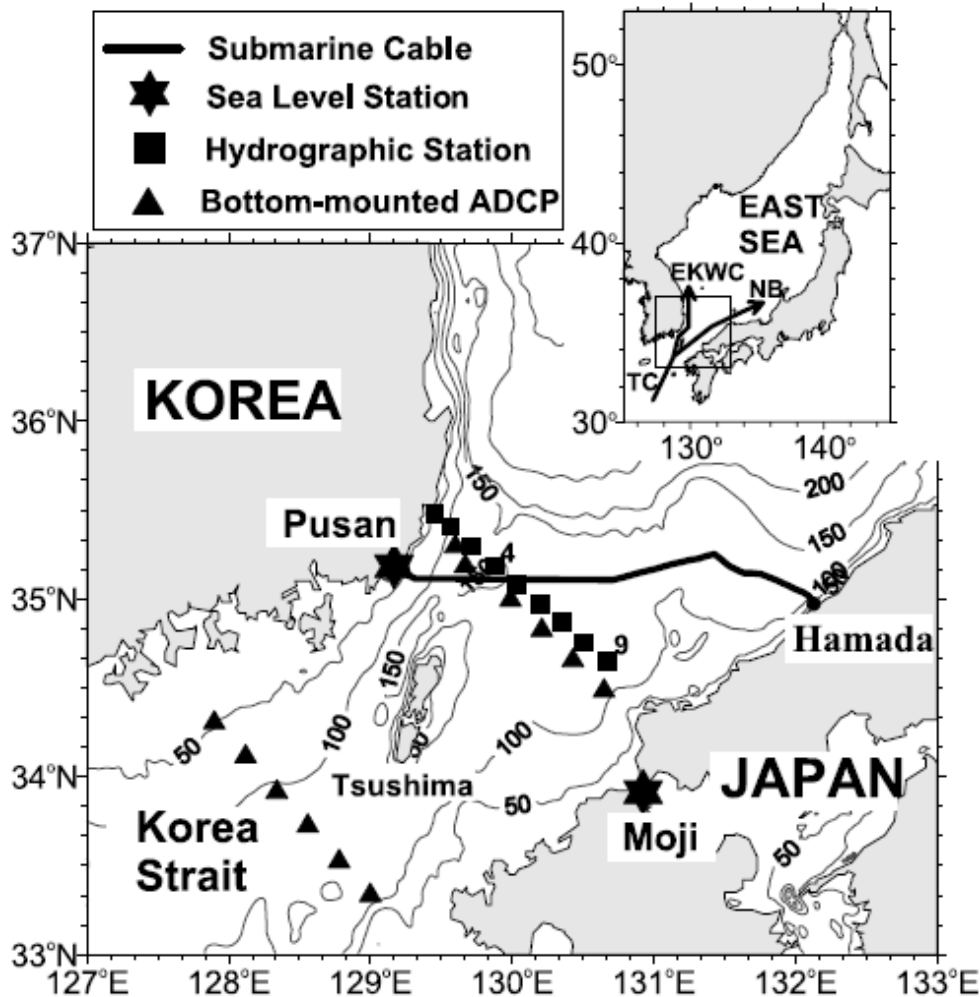 Submarine Cable
Sea Level Station
Hydrographic Station
Bottom-mounted ADCP
50°
40°
30°
130°
140°
EAST
SEA
EKWC
NB
TC
37°N
36°N
35°N
34°N
33°N
KOREA
150
200
150
Pusan
4
100
50
Hamada
9
150
100
50
50
100
Tsushima
50
JAPAN
Korea
Strait
Moji
50
127°E
128°E
129°E
130°E
131°E
132°E
133°E